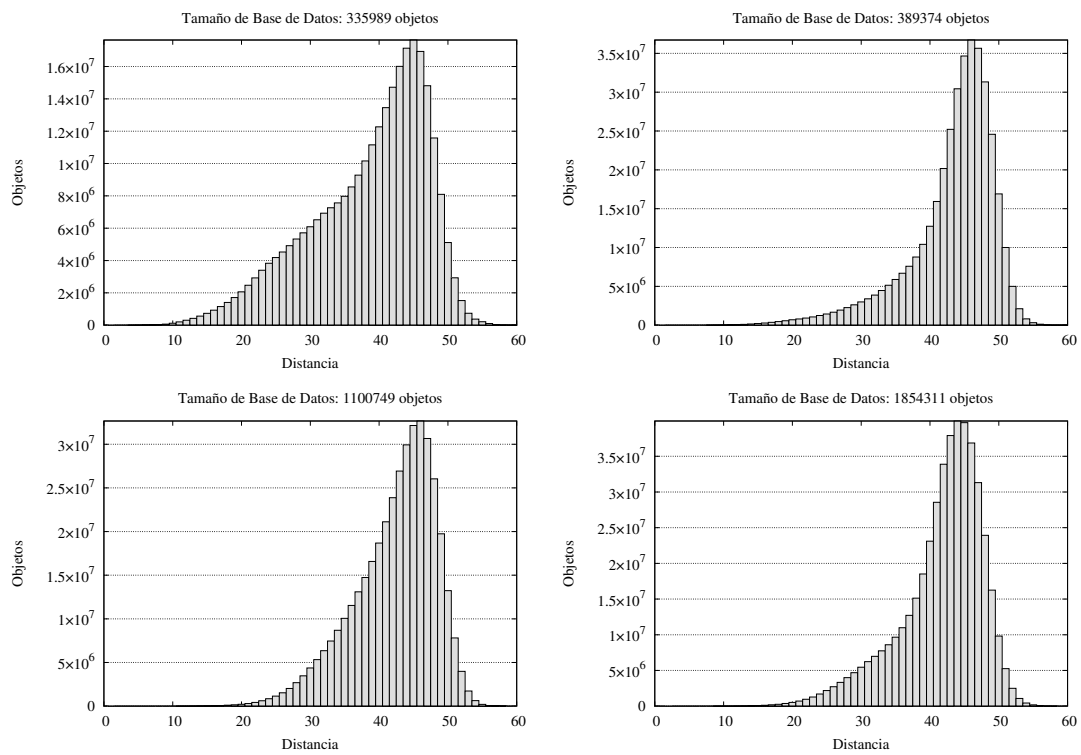 Tamaño de Base de Datos: 335989 objetos
1.6×10^7
1.4×10^7
1.2×10^7
1×10^7
8×10^6
6×10^6
4×10^6
2×10^6
0
Objetos
0 10 20 30 40 50 60
Distancia
Tamaño de Base de Datos: 389374 objetos
3.5×10^7
3×10^7
2.5×10^7
2×10^7
1.5×10^7
1×10^7
5×10^6
0
Objetos
0 10 20 30 40 50 60
Distancia
Tamaño de Base de Datos: 1100749 objetos
3×10^7
2.5×10^7
2×10^7
1.5×10^7
1×10^7
5×10^6
0
Objetos
0 10 20 30 40 50 60
Distancia
Tamaño de Base de Datos: 1854311 objetos
3.5×10^7
3×10^7
2.5×10^7
2×10^7
1.5×10^7
1×10^7
5×10^6
0
Objetos
0 10 20 30 40 50 60
Distancia